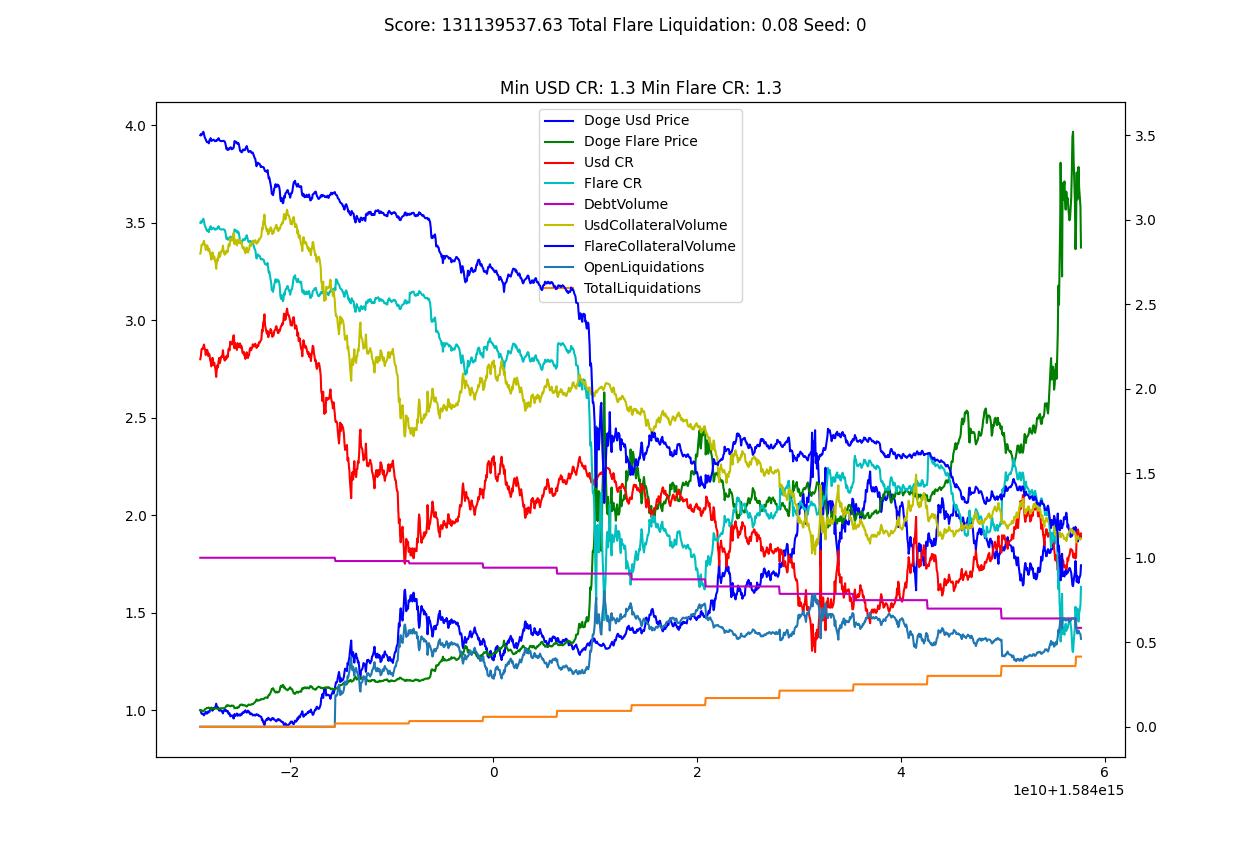 Score: 131139537.63 Total Flare Liquidation: 0.08 Seed: 0
Min USD CR: 1.3 Min Flare CR: 1.3
Doge Usd Price
Doge Flare Price
Usd CR
Flare CR
DebtVolume
UsdCollateralVolume
FlareCollateralVolume
OpenLiquidations
TotalLiquidations
4.0
3.5
3.0
2.5
2.0
1.5
1.0
3.5
3.0
2.5
2.0
1.5
1.0
0.5
0.0
−2
0
2
4
6
1e10+1.584e15